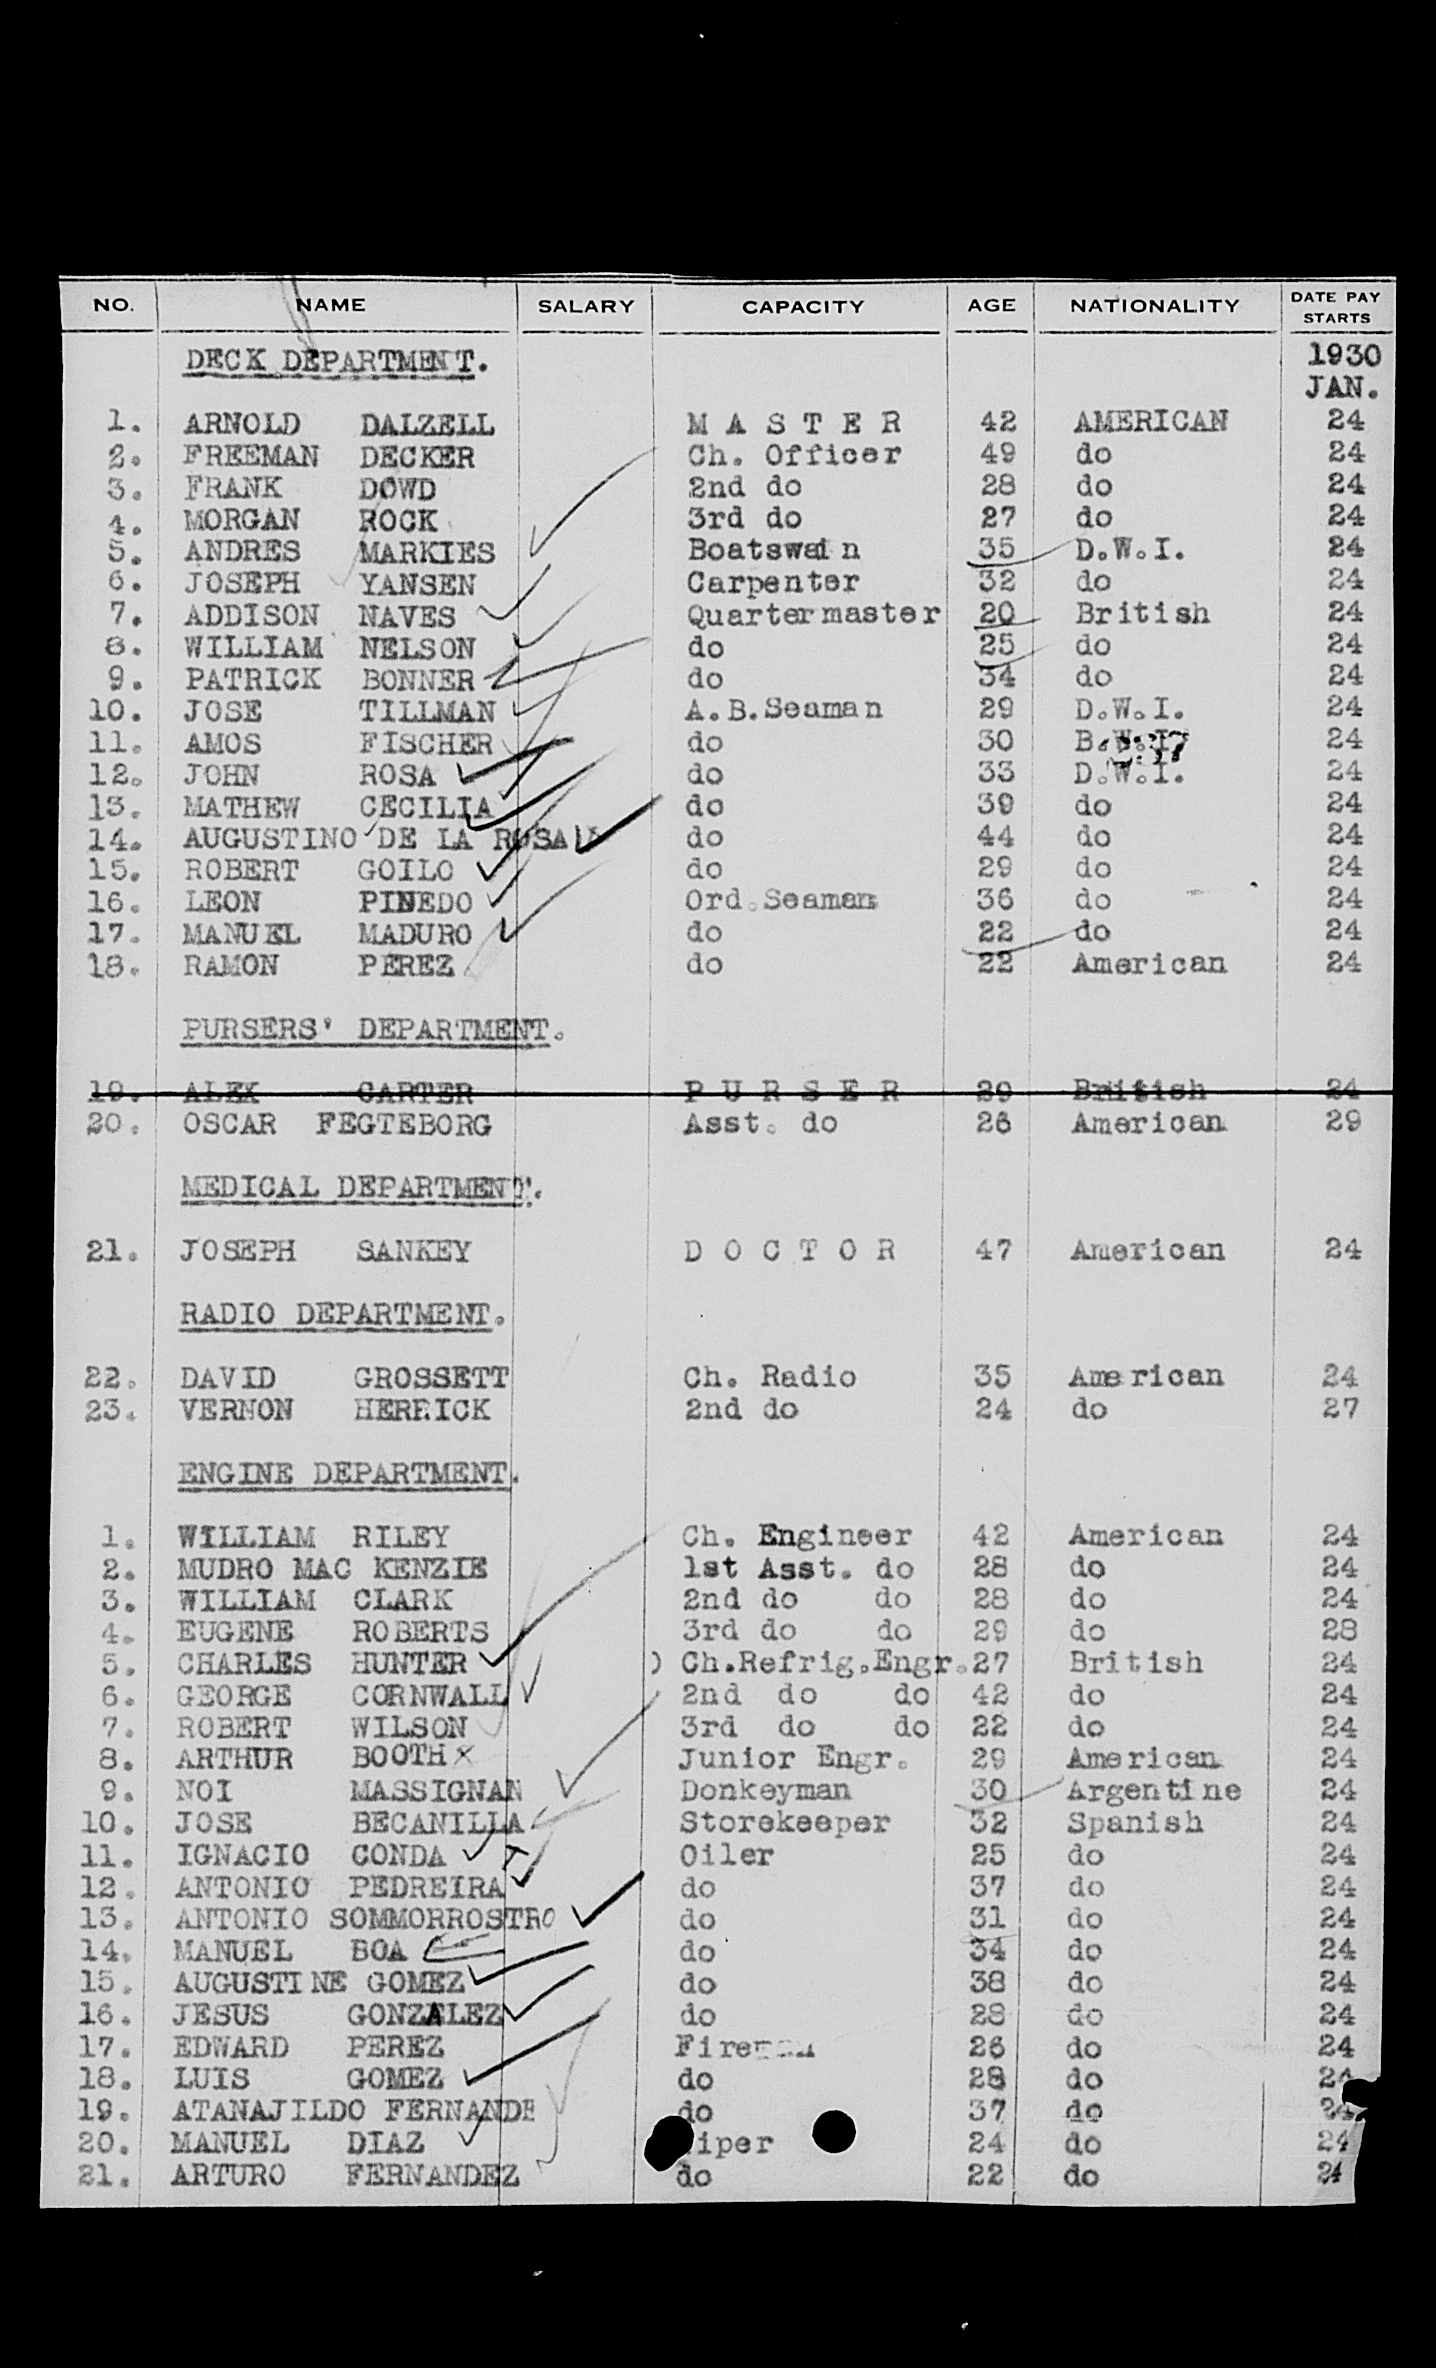 NO. NAME SALARY CAPACITY AGE NATIONALITY DATE PAY STARTS
DECK DEPARTMENT. 1930
JAN.
1. ARNOLD DALZELL M A S T E R 42 AMERICAN 24
2. FREEMAN DECKER Ch. Officer 49 do 24
3. FRANK DOWD 2nd do 28 do 24
4. MORGAN ROCK 3rd do 27 do 24
5. ANDRES MARKIES Boatswain 35 D.W.I. 24
6. JOSEPH YANSEN Carpenter 32 do 24
7. ADDISON NAVES Quartermaster 20 British 24
8. WILLIAM NELSON do 25 do 24
9. PATRICK BONNER do 34 do 24
10. JOSE TILLMAN A.B.Seaman 29 D.W.I. 24
11. AMOS FISCHER do 30 24
12. JOHN ROSA do 33 D.W.I. 24
13. MATHEW CECILIA do 39 do 24
14. AUGUSTINO DE LA ROSA do 44 do 24
15. ROBERT GOILO do 29 do 24
16. LEON PINEDO Ord.Seaman 36 do 24
17. MANUEL MADURO do 22 do 24
18. RAMON PEREZ do 22 American 24
PURSERS' DEPARTMENT.
19. ALEX CARTER P U R S E R 29 British 24
20. OSCAR FEGTEBORG Asst. do 26 American 29
MEDICAL DEPARTMENT.
21. JOSEPH SANKEY D O C T O R 47 American 24
RADIO DEPARTMENT.
22. DAVID GROSSETT Ch. Radio 35 American 24
23. VERNON HERRICK 2nd do 24 do 27
ENGINE DEPARTMENT.
1. WILLIAM RILEY Ch. Engineer 42 American 24
2. MUDRO MAC KENZIE 1st Asst. do 28 do 24
3. WILLIAM CLARK 2nd do do 28 do 24
4. EUGENE ROBERTS 3rd do do 29 do 28
5. CHARLES HUNTER ) Ch.Refrig.Engr. 27 British 24
6. GEORGE CORNWALL 2nd do do 42 do 24
7. ROBERT WILSON 3rd do do 22 do 24
8. ARTHUR BOOTH x Junior Engr. 29 American 24
9. NOI MASSIGNAN Donkeyman 30 Argentine 24
10. JOSE BECANILLA Storekeeper 32 Spanish 24
11. IGNACIO CONDA Oiler 25 do 24
12. ANTONIO PEDREIRA do 37 do 24
13. ANTONIO SOMMORROSTRO do 31 do 24
14. MANUEL BOA do 34 do 24
15. AUGUSTINE GOMEZ do 38 do 24
16. JESUS GONZALEZ do 28 do 24
17. EDWARD PEREZ Fireman 26 do 24
18. LUIS GOMEZ do 28 do 24
19. ATANAJILDO FERNANDE do 37 do 24
20. MANUEL DIAZ iper 24 do 24
21. ARTURO FERNANDEZ do 22 do 24